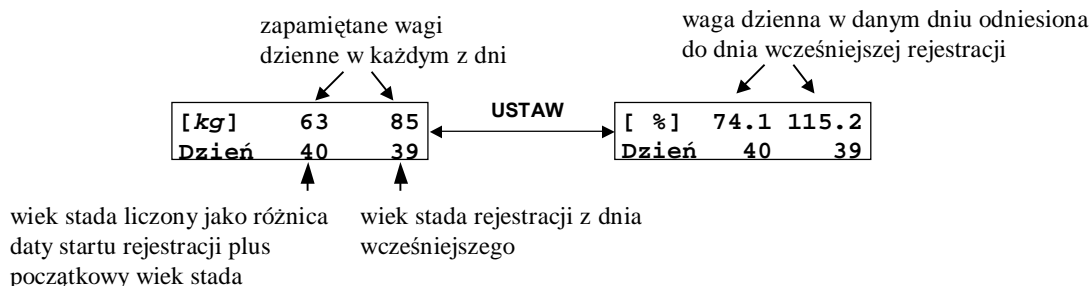 zapamiętane wagi
dzienne w każdym z dni
waga dzienna w danym dniu odniesiona
do dnia wcześniejszej rejestracji
[kg] 63 85
Dzień 40 39
USTAW
[ %] 74.1 115.2
Dzień 40 39
wiek stada liczony jako różnica
daty startu rejestracji plus
początkowy wiek stada
wiek stada rejestracji z dnia
wcześniejszego